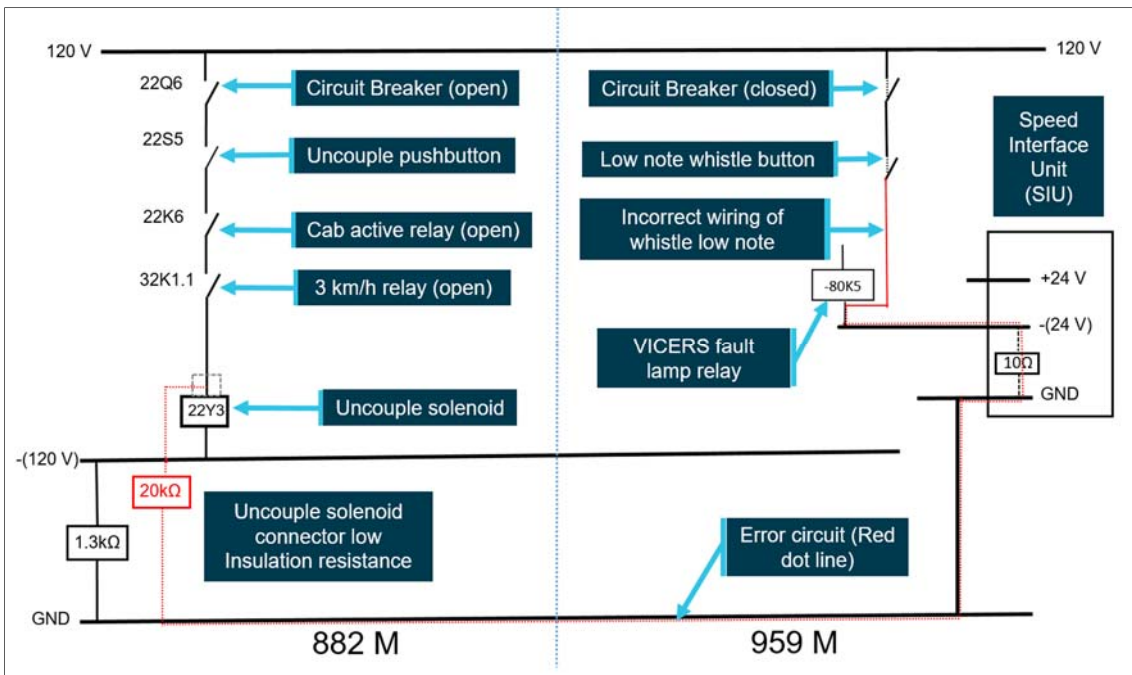 120 V
120 V
22Q6
Circuit Breaker (open)
Circuit Breaker (closed)
Speed
Interface
Unit
(SIU)
22S5
Uncouple pushbutton
Low note whistle button
22K6
Cab active relay (open)
Incorrect wiring of
whistle low note
32K1.1
3 km/h relay (open)
-80K5
+24 V
-(24 V)
VICERS fault
lamp relay
10Ω
GND
22Y3
Uncouple solenoid
-(120 V)
20kΩ
1.3kΩ
Uncouple solenoid
connector low
Insulation resistance
Error circuit (Red
dot line)
GND
882 M
959 M